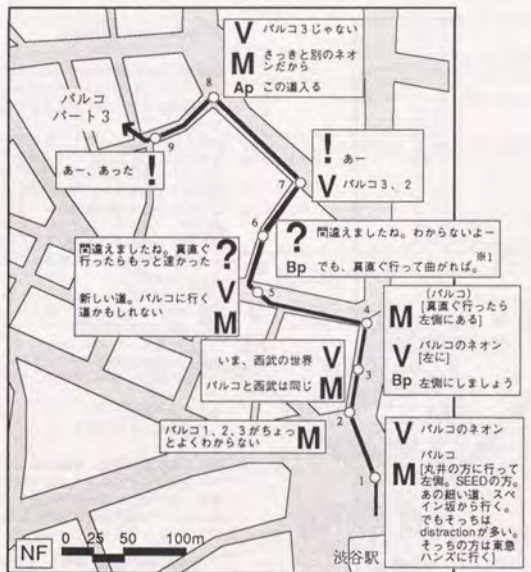 V パルコ3じゃない
M さっきと別のネオ
ンだから
Ap この道入る
8
パルコ
パート3
9
あー、あった !
! あー
V パルコ3、2
7
6
? 間違えましたね。わからないよー
Bp でも、真直ぐ行って曲がれば。※1
間違えましたね。真直ぐ
行ったらもっと速かった ?
新しい道。パルコに行く V
道かもしれない M
5
4
(パルコ)
M [真直ぐ行ったら
左側にある]
V パルコのネオン
[左に]
Bp 左側にしましょう
いま、西武の世界 V
パルコと西武は同じ M
3
2
パルコ1、2、3がちょっ
とよくわからない M
1
V パルコのネオン
パルコ
M [丸井の方に行って
左側。SEEDの方。
あの細い道、スペ
イン坂から行く。
でもそっちは
distractionが多い。
そっちの方は東急
ハンズに行く]
NF
0 25 50 100m
渋谷駅